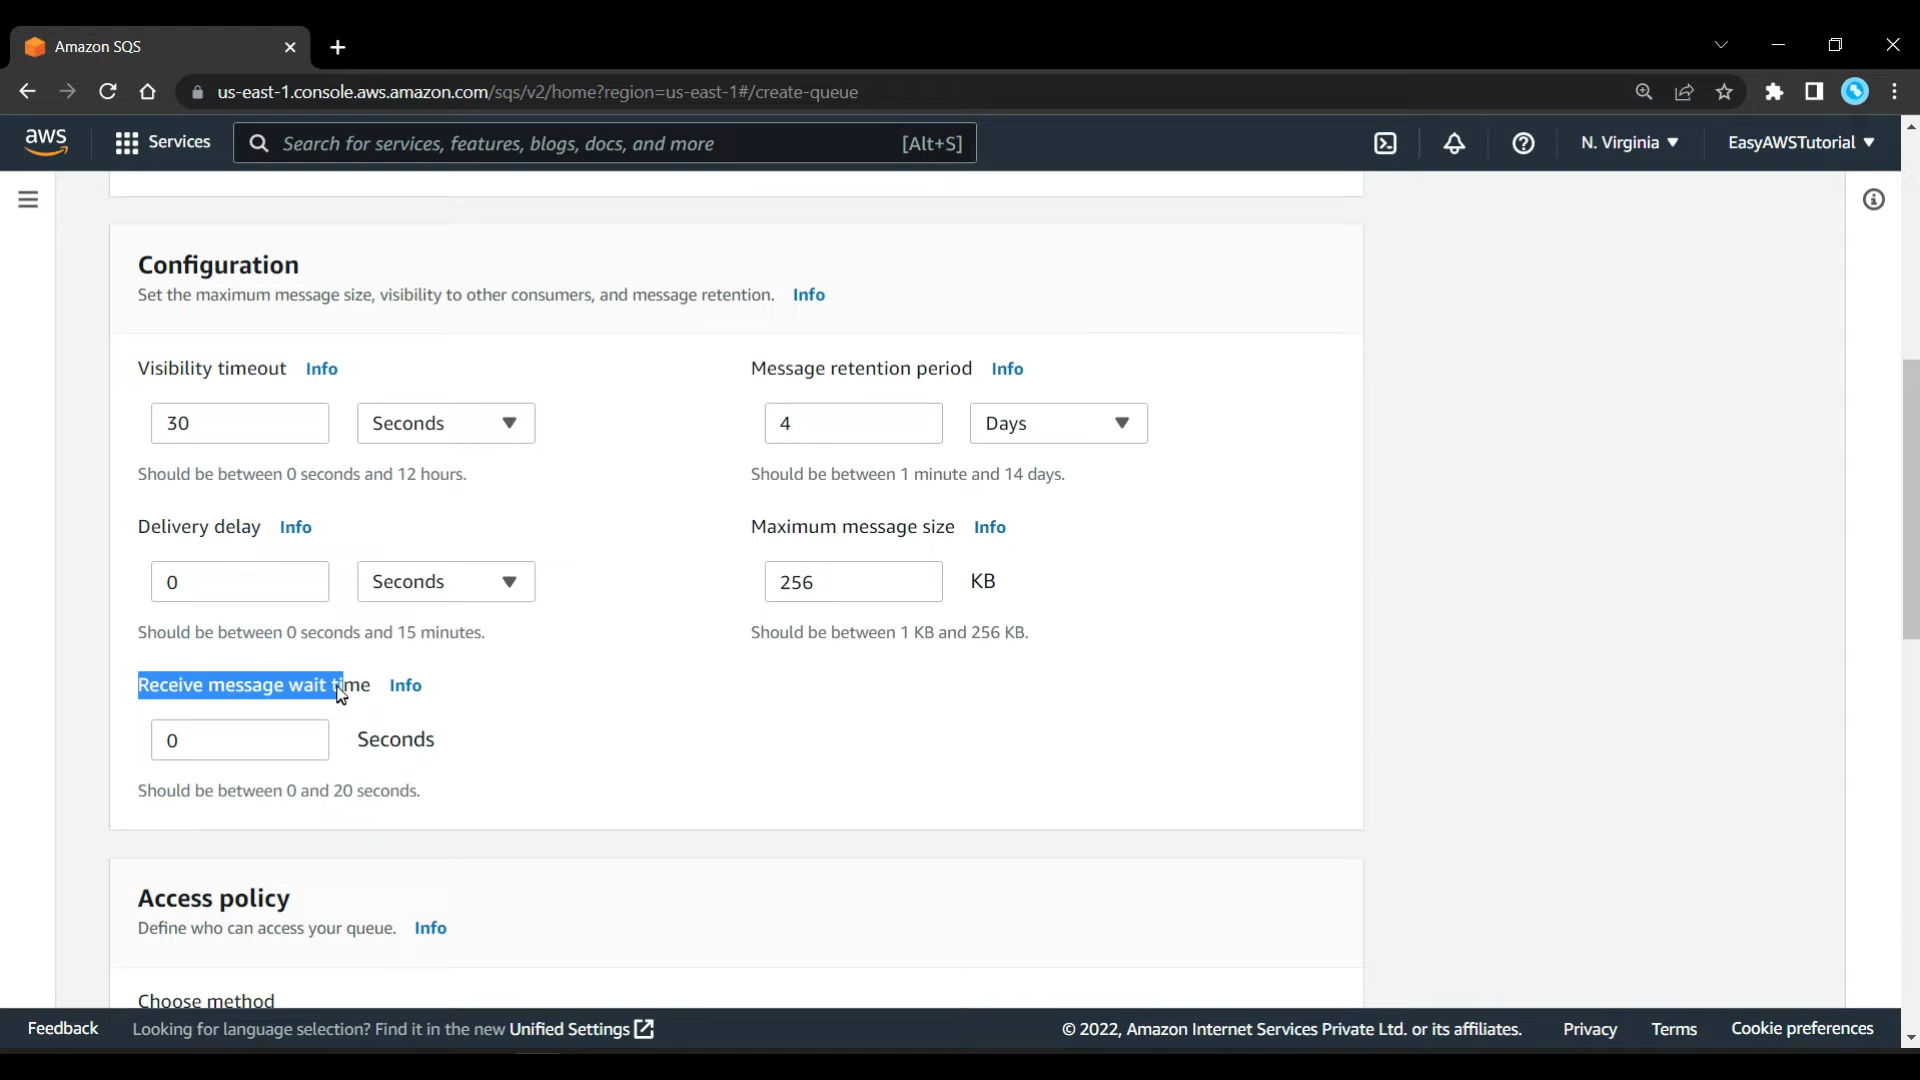 Amazon SQS
us-east-1.console.aws.amazon.com/sqs/v2/home?region=us-east-1#/create-queue
aws Services Search for services, features, blogs, docs, and more [Alt+S] N. Virginia EasyAWSTutorial
Configuration
Set the maximum message size, visibility to other consumers, and message retention. Info
Visibility timeout Info Message retention period Info
30 Seconds 4 Days
Should be between 0 seconds and 12 hours. Should be between 1 minute and 14 days.
Delivery delay Info Maximum message size Info
0 Seconds 256 KB
Should be between 0 seconds and 15 minutes. Should be between 1 KB and 256 KB.
Receive message wait time Info
0 Seconds
Should be between 0 and 20 seconds.
Access policy
Define who can access your queue. Info
Choose method
Feedback Looking for language selection? Find it in the new Unified Settings © 2022, Amazon Internet Services Private Ltd. or its affiliates. Privacy Terms Cookie preferences